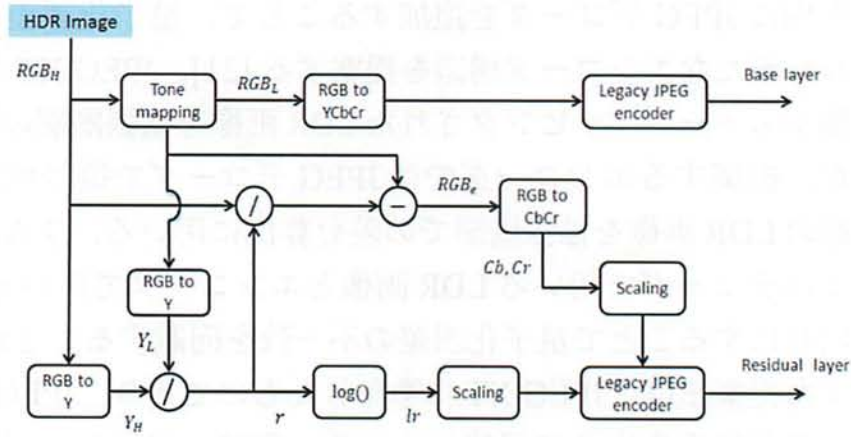 HDR Image
RGB_H
Tone
mapping
RGB_L
RGB to
YCbCr
Legacy JPEG
encoder
Base layer
/
−
RGB_e
RGB to
CbCr
Cb, Cr
Scaling
RGB to
Y
Y_L
RGB to
Y
Y_H
/
r
log()
lr
Scaling
Legacy JPEG
encoder
Residual layer